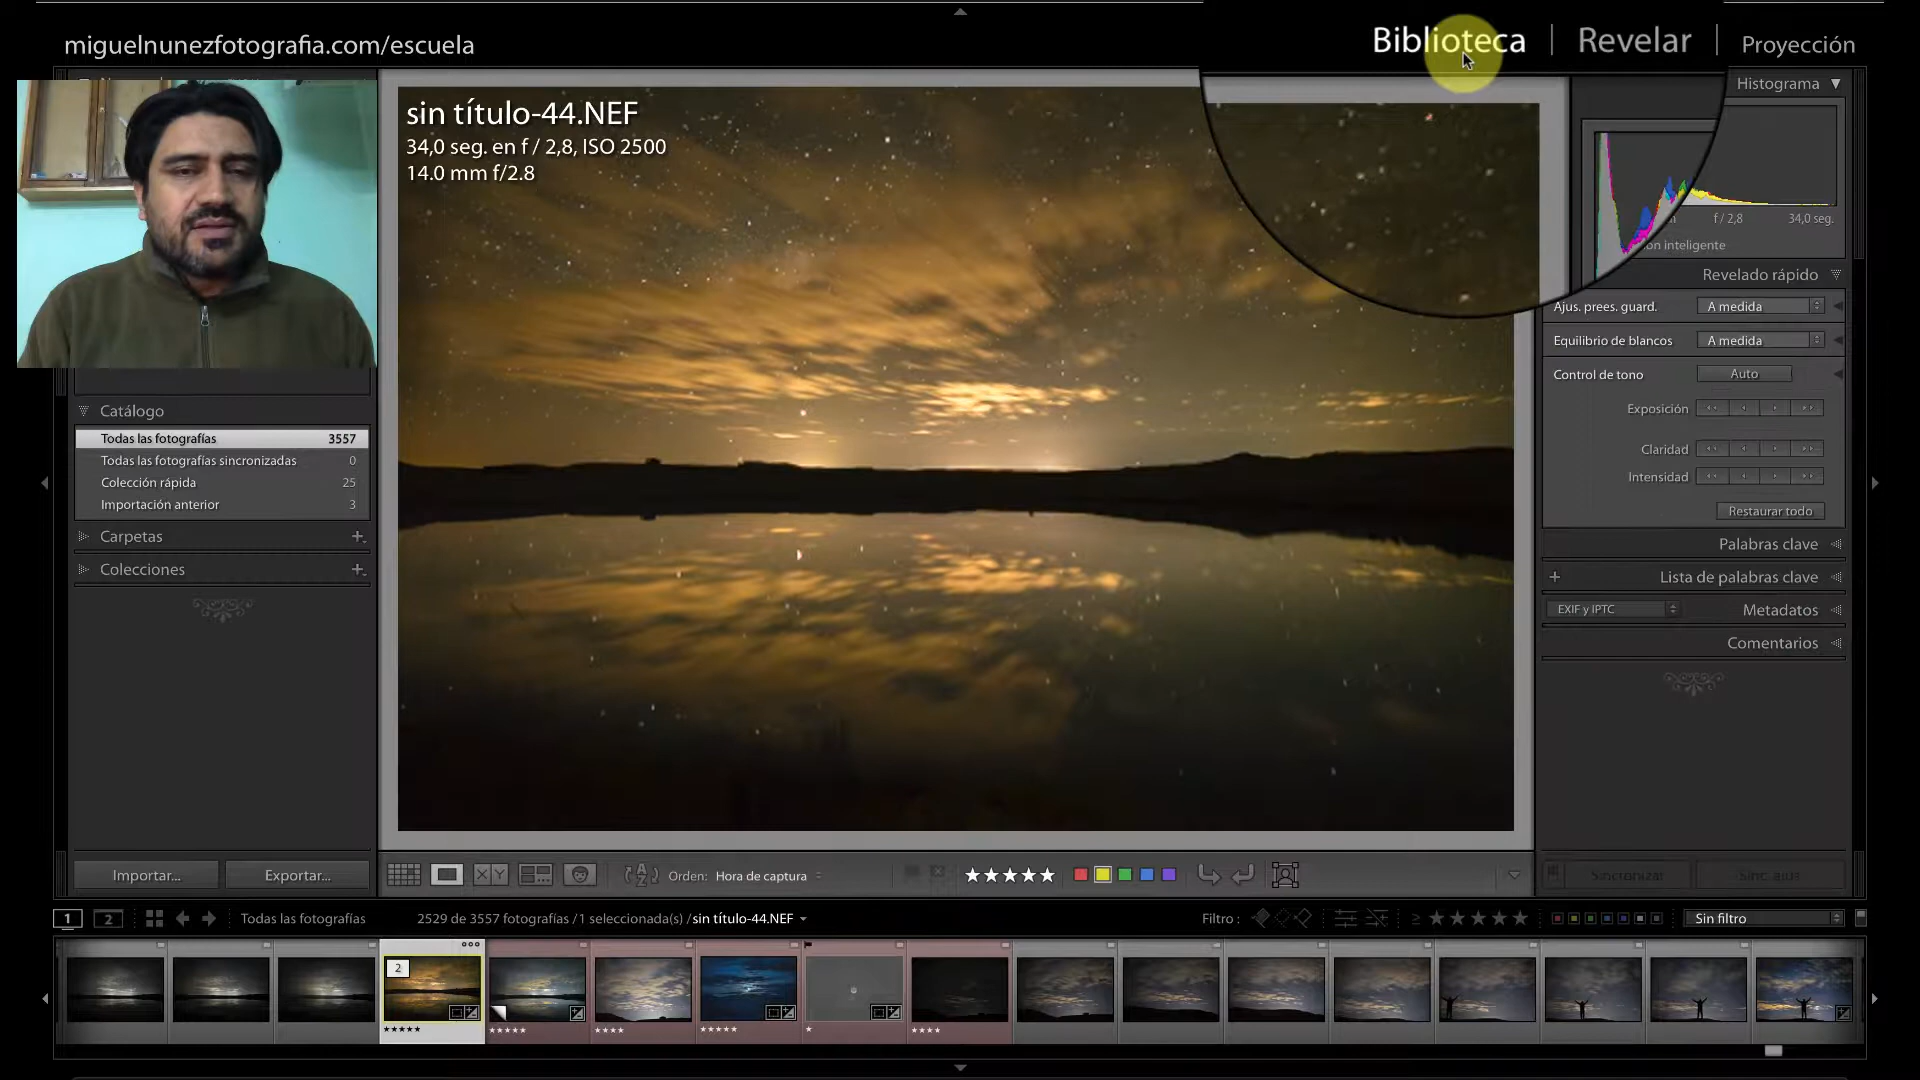 miguelnunezfotografia.com/escuela
Biblioteca | Revelar | Proyección
sin título-44.NEF
34,0 seg. en f / 2,8, ISO 2500
14.0 mm f/2.8
Histograma
f / 2,8 34,0 seg.
inteligente
Revelado rápido
Ajus. prees. guard. A medida
Equilibrio de blancos A medida
Control de tono Auto
Exposición
Claridad
Intensidad
Restaurar todo
Palabras clave
Lista de palabras clave
EXIF y IPTC Metadatos
Comentarios
Catálogo
Todas las fotografías 3557
Todas las fotografías sincronizadas 0
Colección rápida 25
Importación anterior 3
Carpetas
Colecciones
Importar... Exportar...
XY
Orden: Hora de captura
Sincronizar
1 2 Todas las fotografías 2529 de 3557 fotografías /1 seleccionada(s) /sin título-44.NEF Filtro : Sin filtro
2